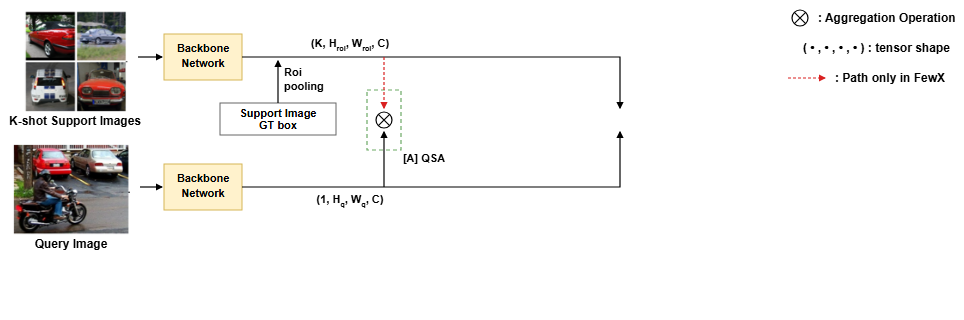 Backbone
Network
(K, H_roi, W_roi, C)
Roi
pooling
Support Image
GT box
K-shot Support Images
[A] QSA
Backbone
Network
(1, H_q, W_q, C)
Query Image
: Aggregation Operation
(•,•,•,•) : tensor shape
: Path only in FewX